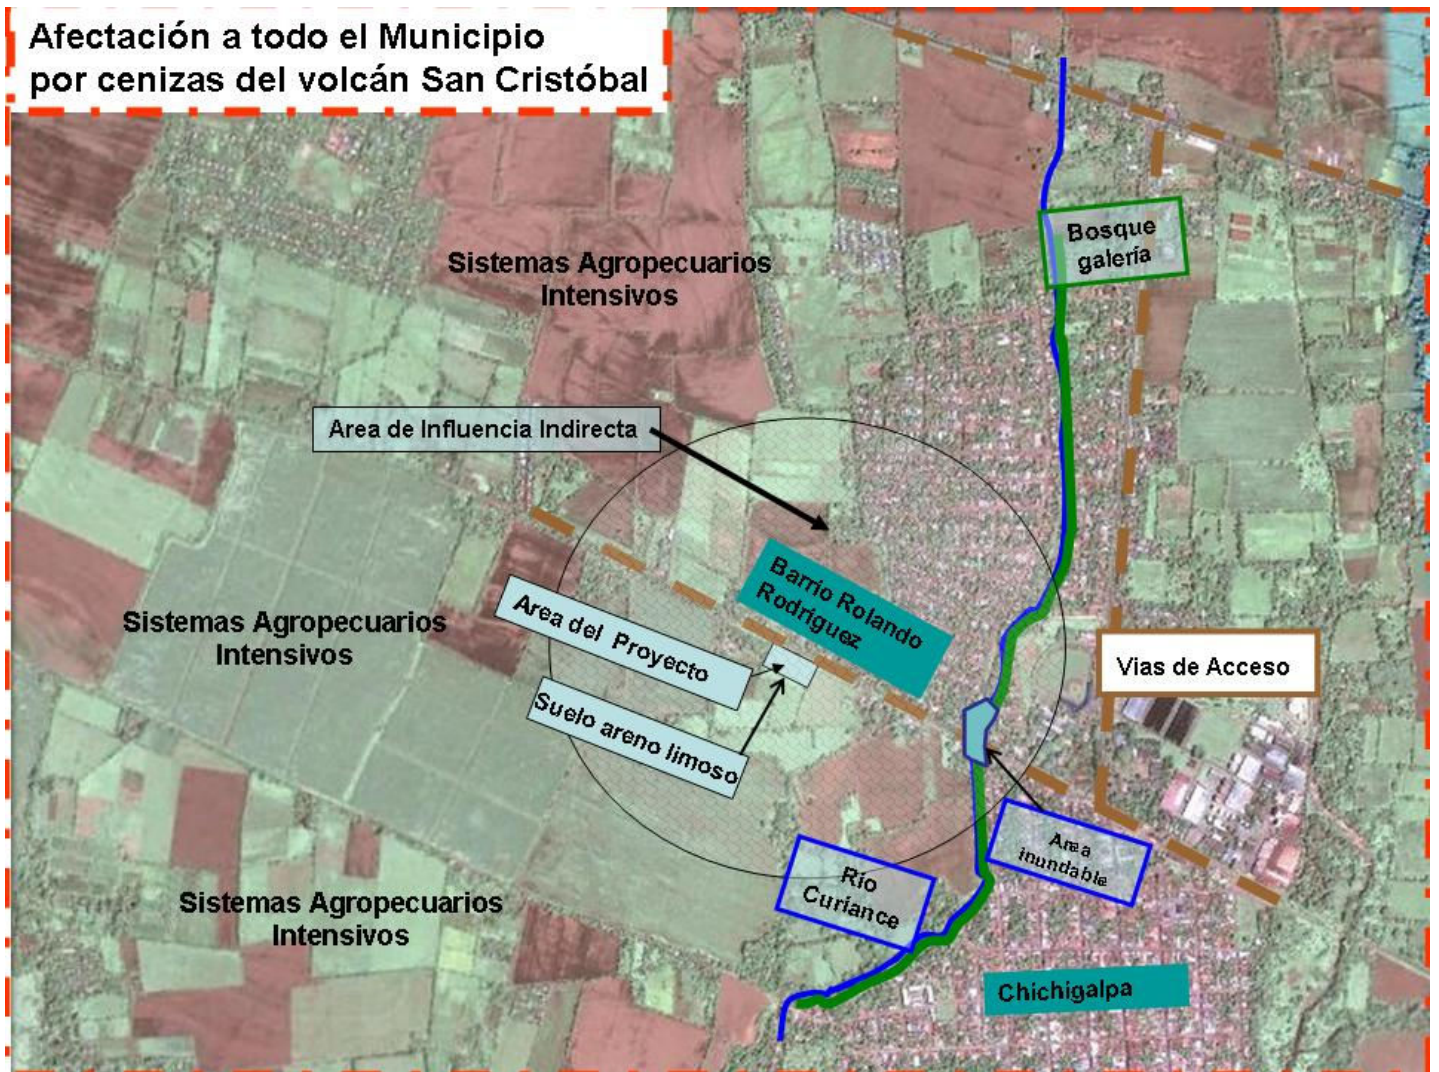 Afectación a todo el Municipio
por cenizas del volcán San Cristóbal
Bosque
galería
Sistemas Agropecuarios
Intensivos
Area de Influencia Indirecta
Barrio Rolando
Rodríguez
Area del Proyecto
Suelo areno limoso
Sistemas Agropecuarios
Intensivos
Vias de Acceso
Area
inundable
Río
Curíance
Sistemas Agropecuarios
Intensivos
Chichigalpa